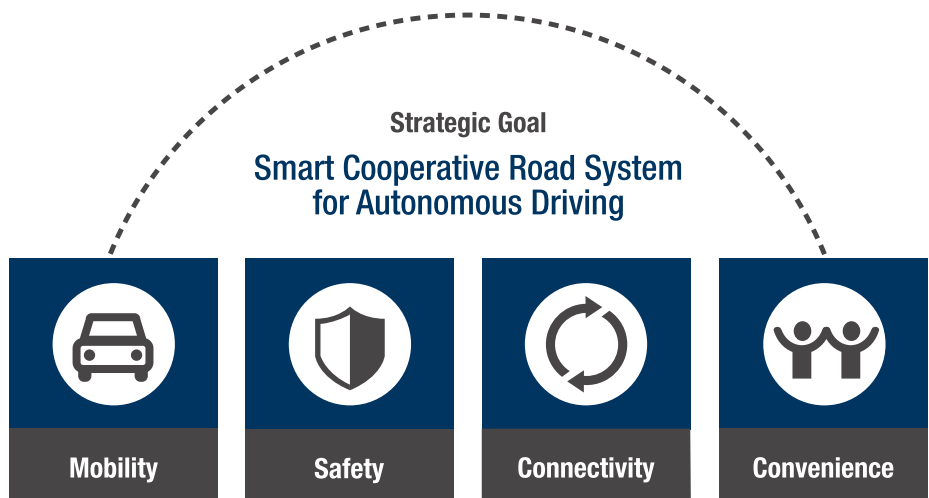 Strategic Goal
Smart Cooperative Road System
for Autonomous Driving
Mobility
Safety
Connectivity
Convenience